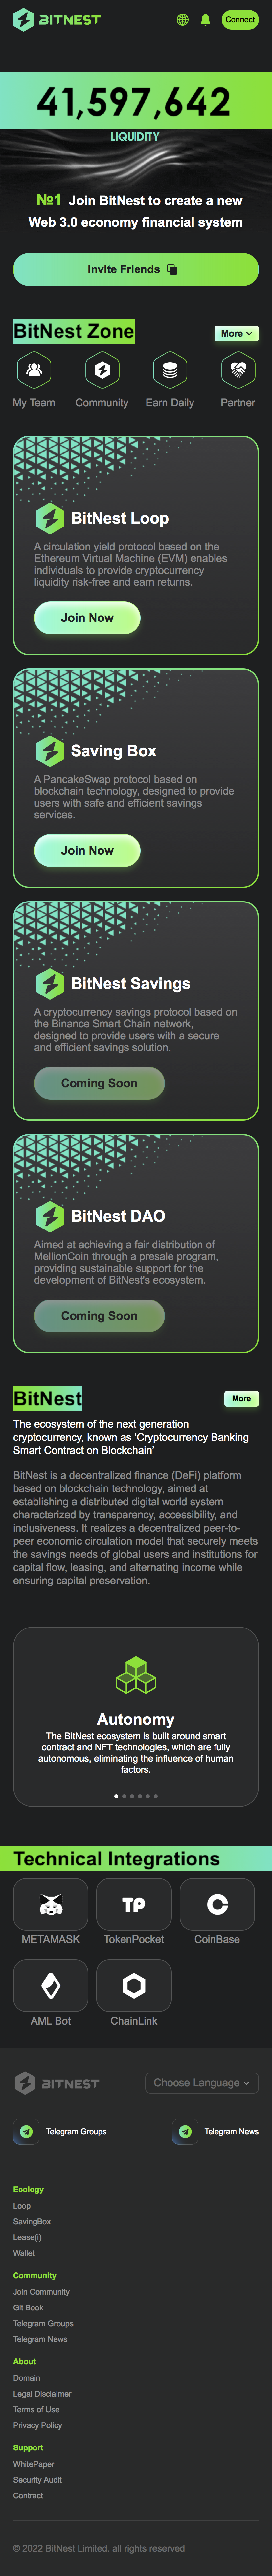 BITNEST
Connect
41,597,642
LIQUIDITY
№1 Join BitNest to create a new
Web 3.0 economy financial system
Invite Friends
BitNest Zone
More
My Team
Community
Earn Daily
Partner
BitNest Loop
A circulation yield protocol based on the
Ethereum Virtual Machine (EVM) enables
individuals to provide cryptocurrency
liquidity risk-free and earn returns.
Join Now
Saving Box
A PancakeSwap protocol based on
blockchain technology, designed to provide
users with safe and efficient savings
services.
Join Now
BitNest Savings
A cryptocurrency savings protocol based on
the Binance Smart Chain network,
designed to provide users with a secure
and efficient savings solution.
Coming Soon
BitNest DAO
Aimed at achieving a fair distribution of
MellionCoin through a presale program,
providing sustainable support for the
development of BitNest's ecosystem.
Coming Soon
BitNest
More
The ecosystem of the next generation
cryptocurrency, known as 'Cryptocurrency Banking
Smart Contract on Blockchain'
BitNest is a decentralized finance (DeFi) platform
based on blockchain technology, aimed at
establishing a distributed digital world system
characterized by transparency, accessibility, and
inclusiveness. It realizes a decentralized peer-to-
peer economic circulation model that securely meets
the savings needs of global users and institutions for
capital flow, leasing, and alternating income while
ensuring capital preservation.
Autonomy
The BitNest ecosystem is built around smart
contract and NFT technologies, which are fully
autonomous, eliminating the influence of human
factors.
Technical Integrations
METAMASK
TokenPocket
CoinBase
AML Bot
ChainLink
BITNEST
Choose Language
Telegram Groups
Telegram News
Ecology
Loop
SavingBox
Lease(i)
Wallet
Community
Join Community
Git Book
Telegram Groups
Telegram News
About
Domain
Legal Disclaimer
Terms of Use
Privacy Policy
Support
WhitePaper
Security Audit
Contract
© 2022 BitNest Limited. all rights reserved